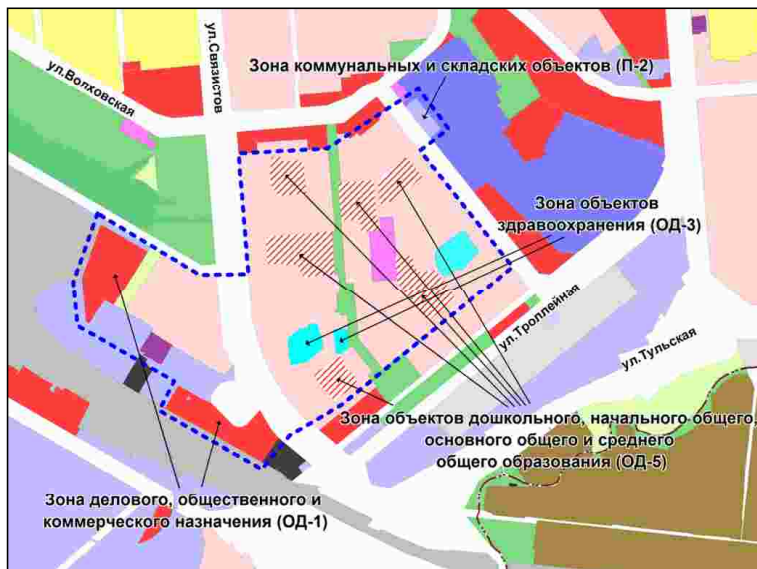 ул.Волховская
ул.Связистов
Зона коммунальных и складских объектов (П-2)
Зона объектов
здравоохранения (ОД-3)
ул.Троллейная
ул.Тульская
Зона объектов дошкольного, начального общего,
основного общего и среднего
общего образования (ОД-5)
Зона делового, общественного и
коммерческого назначения (ОД-1)